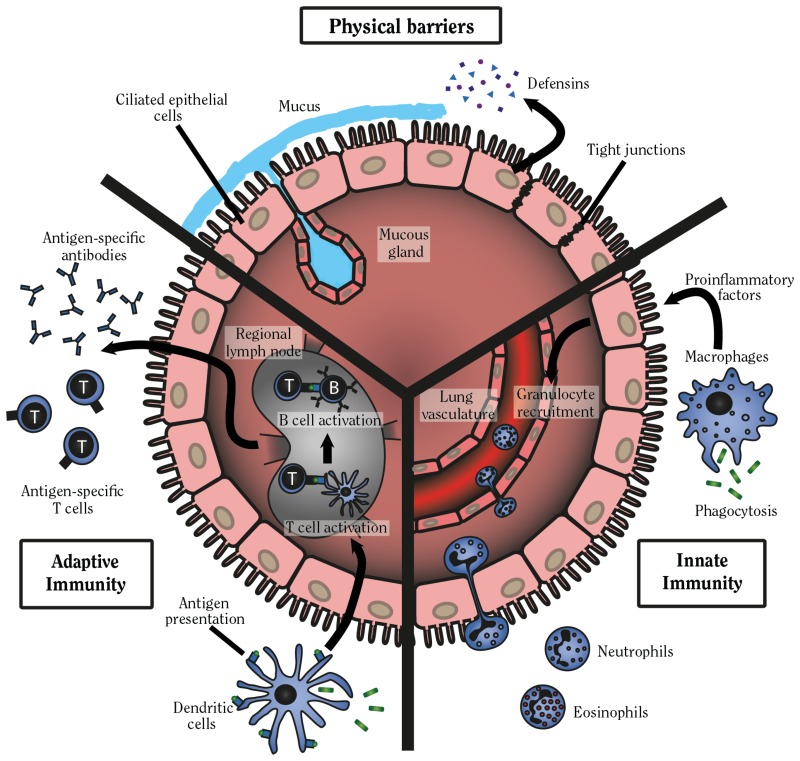 Physical barriers
Defensins
Ciliated epithelial
cells
Mucus
Tight junctions
Mucous
gland
Antigen-specific
antibodies
Proinflammatory
factors
Regional
lymph node
Macrophages
T
B
Lung
vasculature
Granulocyte
recruitment
T
T
T
B cell activation
T
Antigen-specific
T cells
T cell activation
Phagocytosis
Adaptive
Immunity
Innate
Immunity
Antigen
presentation
Neutrophils
Dendritic
cells
Eosinophils